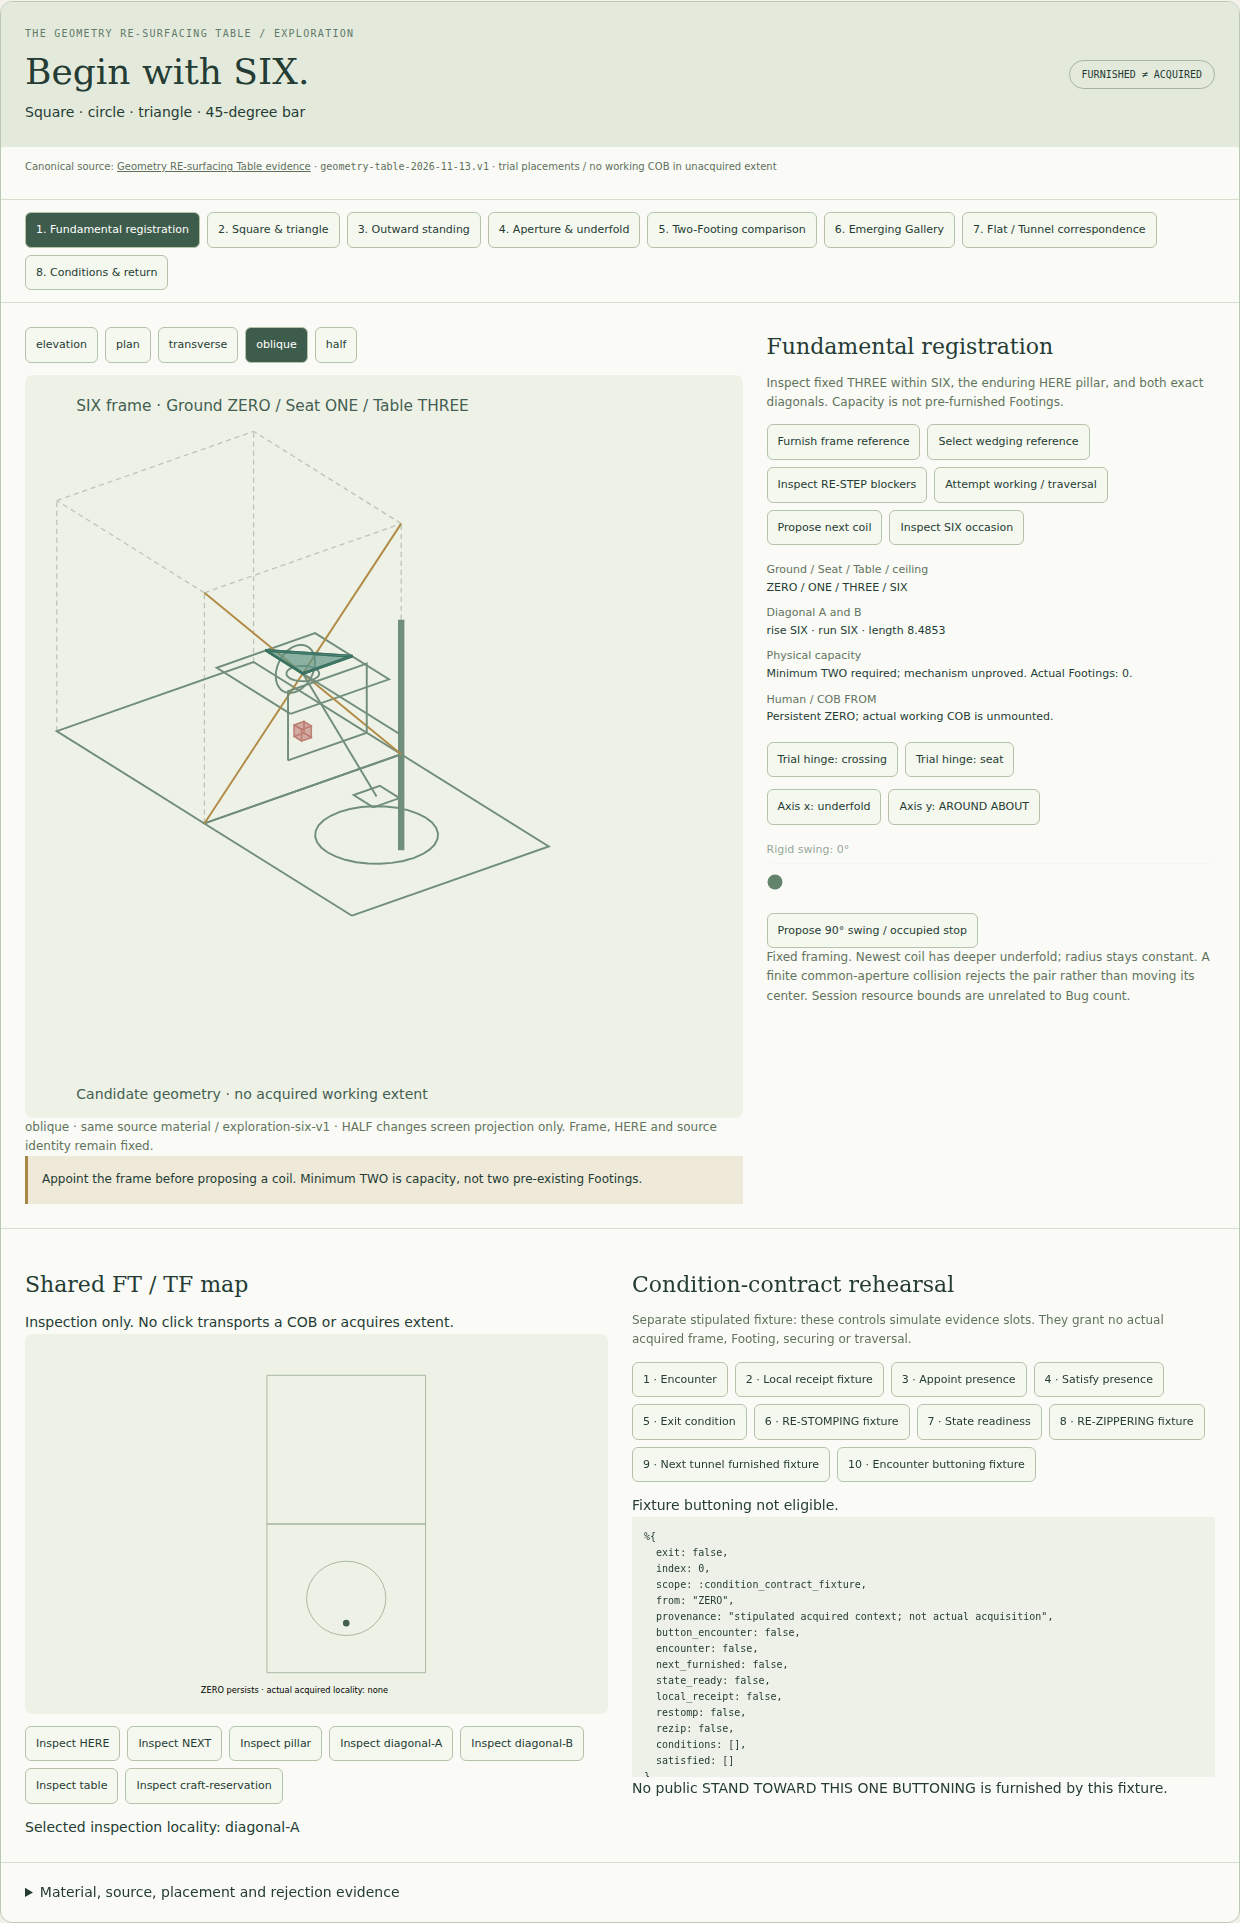 THE GEOMETRY RE-SURFACING TABLE / EXPLORATION
Begin with SIX.
Square · circle · triangle · 45-degree bar
FURNISHED ≠ ACQUIRED
Canonical source: Geometry RE-surfacing Table evidence · geometry-table-2026-11-13.v1 · trial placements / no working COB in unacquired extent
1. Fundamental registration
2. Square & triangle
3. Outward standing
4. Aperture & underfold
5. Two-Footing comparison
6. Emerging Gallery
7. Flat / Tunnel correspondence
8. Conditions & return
elevation
plan
transverse
oblique
half
SIX frame · Ground ZERO / Seat ONE / Table THREE
Candidate geometry · no acquired working extent
oblique · same source material / exploration-six-v1 · HALF changes screen projection only. Frame, HERE and source
identity remain fixed.
Appoint the frame before proposing a coil. Minimum TWO is capacity, not two pre-existing Footings.
Fundamental registration
Inspect fixed THREE within SIX, the enduring HERE pillar, and both exact
diagonals. Capacity is not pre-furnished Footings.
Furnish frame reference
Select wedging reference
Inspect RE-STEP blockers
Attempt working / traversal
Propose next coil
Inspect SIX occasion
Ground / Seat / Table / ceiling
ZERO / ONE / THREE / SIX
Diagonal A and B
rise SIX · run SIX · length 8.4853
Physical capacity
Minimum TWO required; mechanism unproved. Actual Footings: 0.
Human / COB FROM
Persistent ZERO; actual working COB is unmounted.
Trial hinge: crossing
Trial hinge: seat
Axis x: underfold
Axis y: AROUND ABOUT
Rigid swing: 0°
Propose 90° swing / occupied stop
Fixed framing. Newest coil has deeper underfold; radius stays constant. A
finite common-aperture collision rejects the pair rather than moving its
center. Session resource bounds are unrelated to Bug count.
Shared FT / TF map
Inspection only. No click transports a COB or acquires extent.
ZERO persists · actual acquired locality: none
Inspect HERE
Inspect NEXT
Inspect pillar
Inspect diagonal-A
Inspect diagonal-B
Inspect table
Inspect craft-reservation
Selected inspection locality: diagonal-A
Condition-contract rehearsal
Separate stipulated fixture: these controls simulate evidence slots. They grant no actual
acquired frame, Footing, securing or traversal.
1 · Encounter
2 · Local receipt fixture
3 · Appoint presence
4 · Satisfy presence
5 · Exit condition
6 · RE-STOMPING fixture
7 · State readiness
8 · RE-ZIPPERING fixture
9 · Next tunnel furnished fixture
10 · Encounter buttoning fixture
Fixture buttoning not eligible.
%{
exit: false,
index: 0,
scope: :condition_contract_fixture,
from: "ZERO",
provenance: "stipulated acquired context; not actual acquisition",
button_encounter: false,
encounter: false,
next_furnished: false,
state_ready: false,
local_receipt: false,
restomp: false,
rezip: false,
conditions: [],
satisfied: []
}
No public STAND TOWARD THIS ONE BUTTONING is furnished by this fixture.
Material, source, placement and rejection evidence